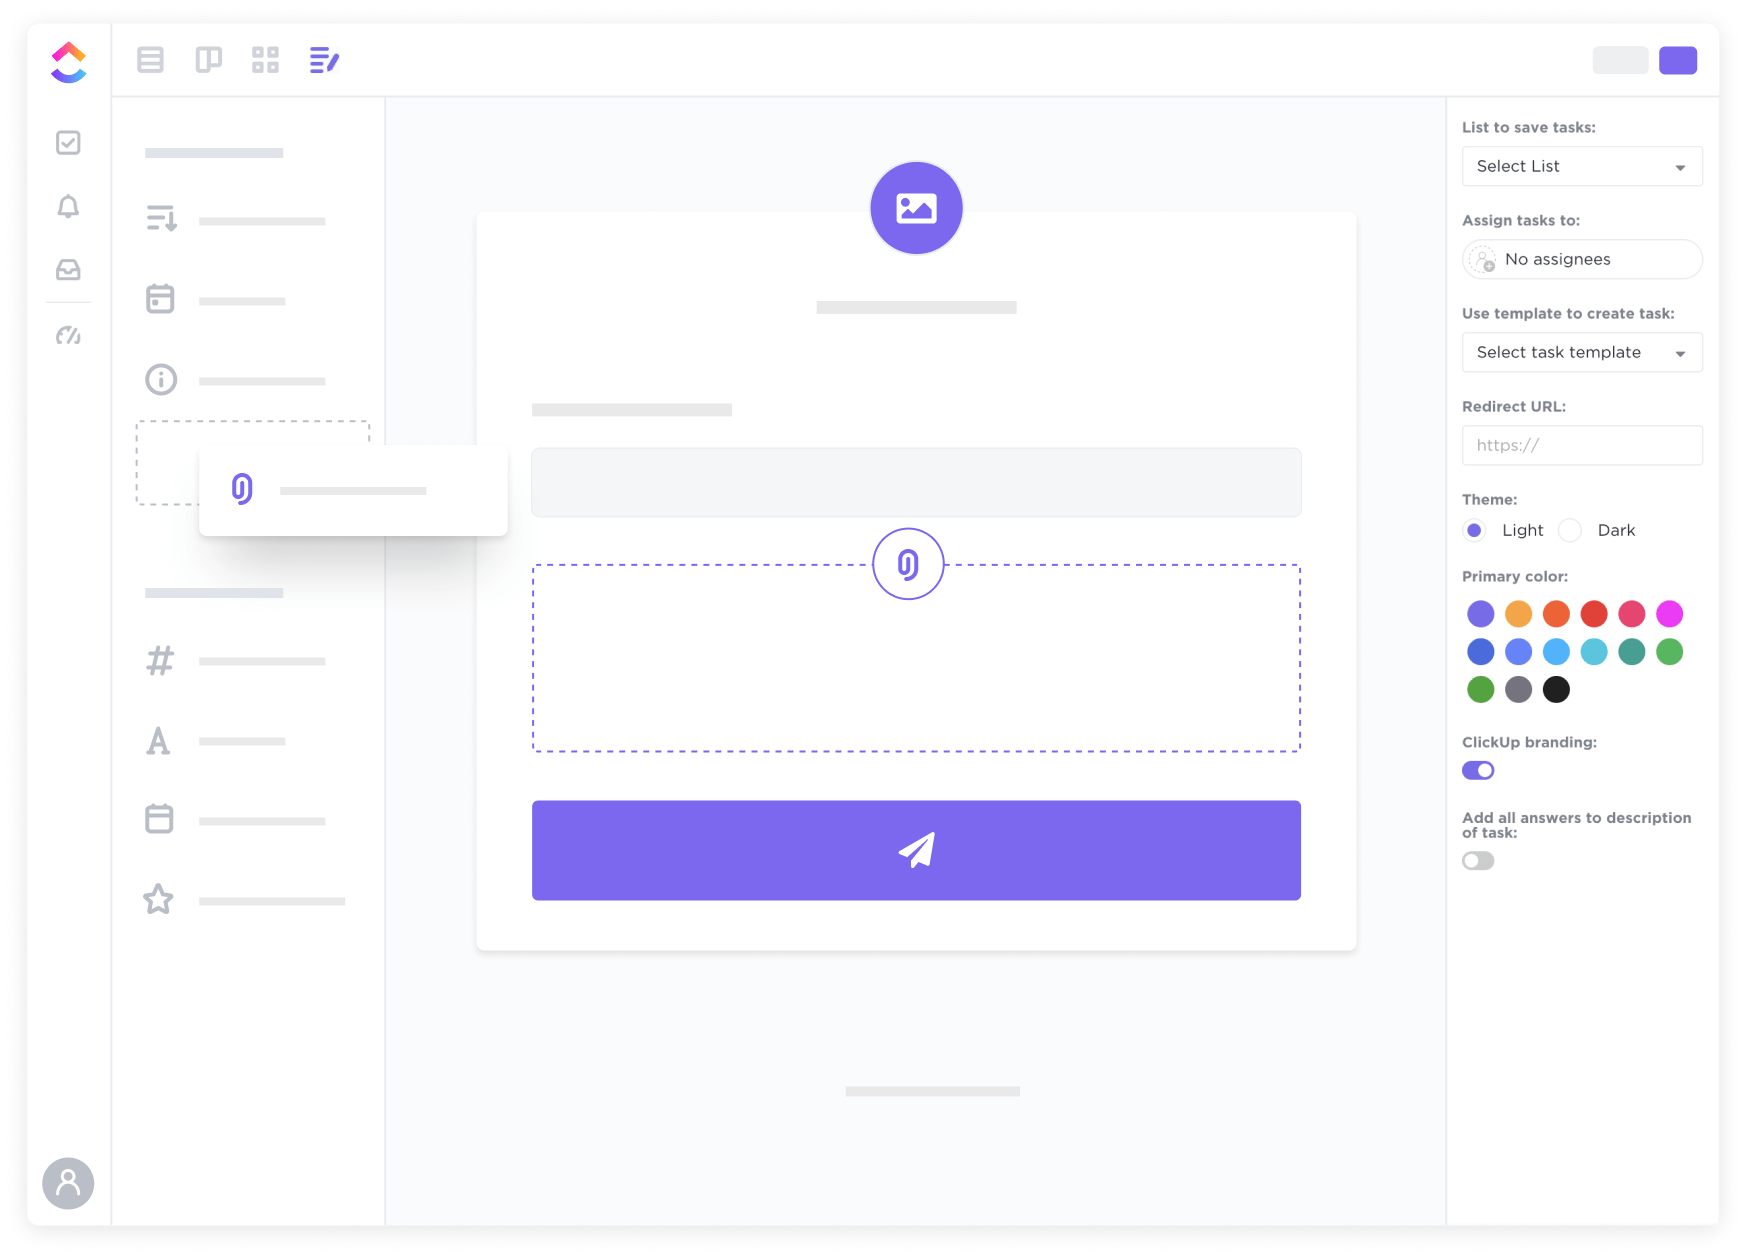 List to save tasks:
Select List
Assign tasks to:
No assignees
Use template to create task:
Select task template
Redirect URL:
https://
Theme:
Light
Dark
Primary color:
ClickUp branding:
Add all answers to description
of task: